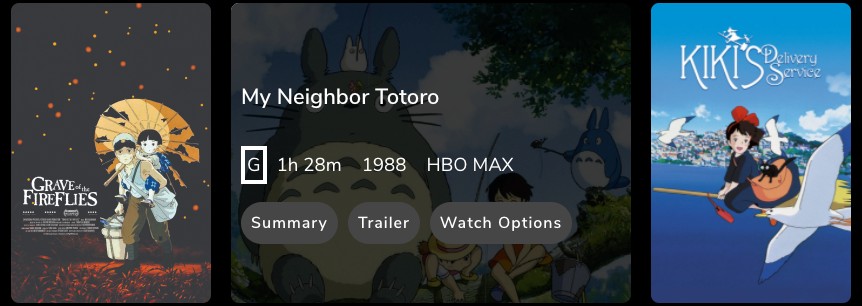 GRAVE of the
FIREFLIES
My Neighbor Totoro
G 1h 28m 1988 HBO MAX
Summary Trailer Watch Options
KIKI'S Delivery
Service